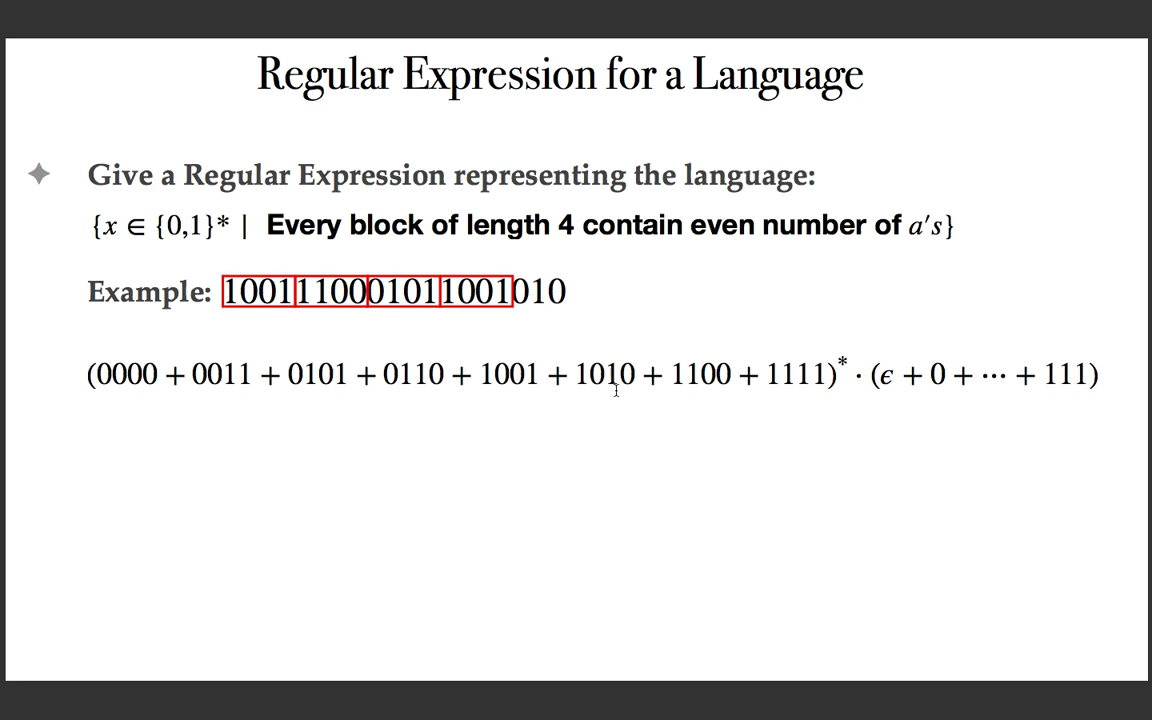 Regular Expression for a Language
Give a Regular Expression representing the language:
{x ∈ {0,1}* | Every block of length 4 contain even number of a's}
Example: 1001110001011001010
(0000 + 0011 + 0101 + 0110 + 1001 + 1010 + 1100 + 1111)* · (ϵ + 0 + ··· + 111)